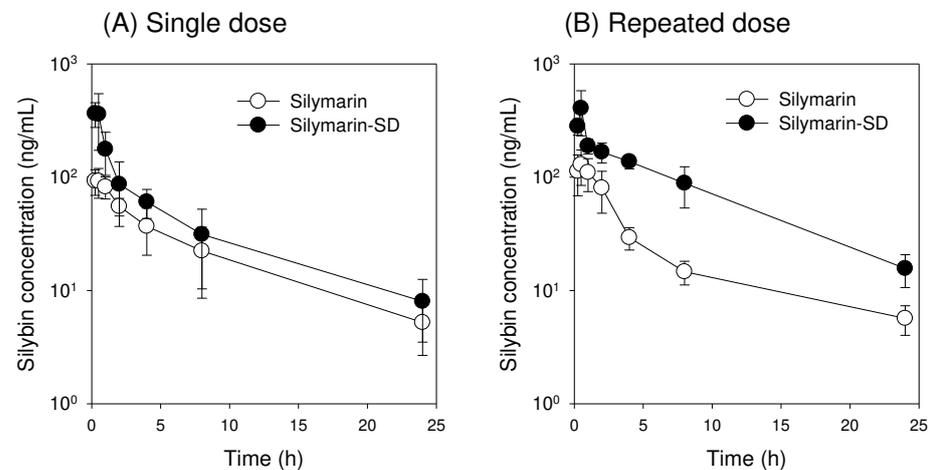 (A) Single dose
Silybin concentration (ng/mL)
10³
10²
10¹
10⁰
Silymarin
Silymarin-SD
0 5 10 15 20 25
Time (h)
(B) Repeated dose
Silybin concentration (ng/mL)
10³
10²
10¹
10⁰
Silymarin
Silymarin-SD
0 5 10 15 20 25
Time (h)